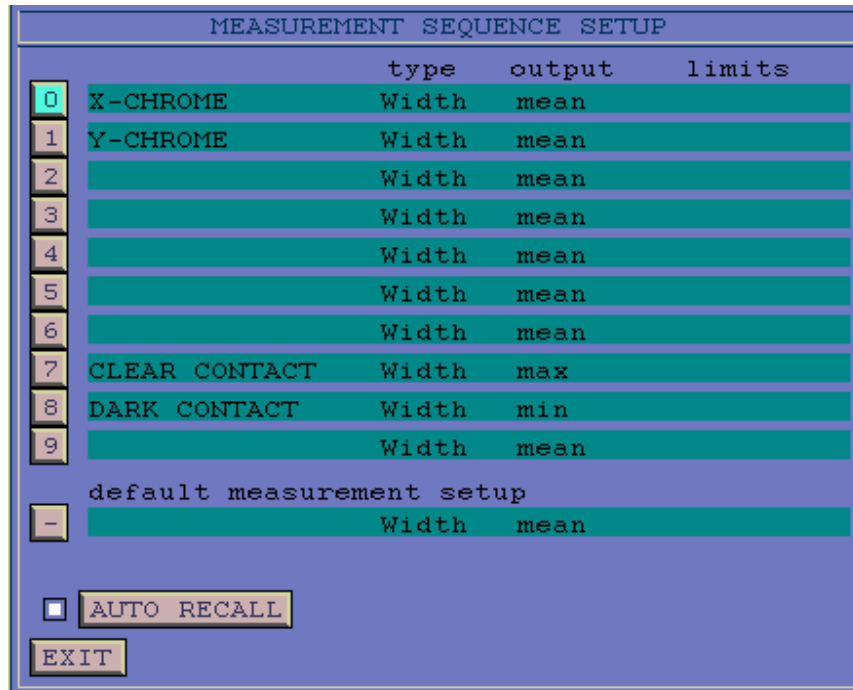 MEASUREMENT SEQUENCE SETUP
type output limits
0 X-CHROME Width mean
1 Y-CHROME Width mean
2 Width mean
3 Width mean
4 Width mean
5 Width mean
6 Width mean
7 CLEAR CONTACT Width max
8 DARK CONTACT Width min
9 Width mean
default measurement setup
- Width mean
AUTO RECALL
EXIT